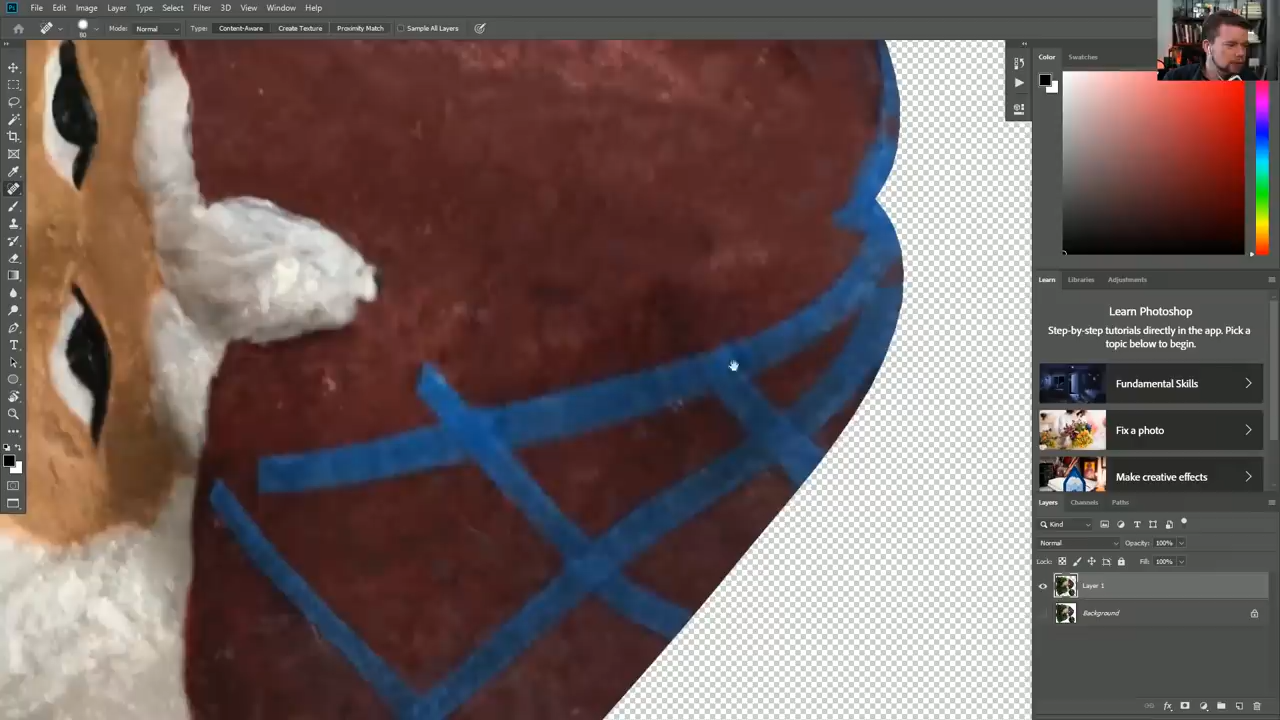 File Edit Image Layer Type Select Filter 3D View Window Help
80 Mode: Normal Type: Content-Aware Create Texture Proximity Match Sample All Layers
Color Swatches
Learn Libraries Adjustments
Learn Photoshop
Step-by-step tutorials directly in the app. Pick a
topic below to begin.
Fundamental Skills
Fix a photo
Make creative effects
Layers Channels Paths
Kind
Normal Opacity: 100%
Lock: Fill: 100%
Layer 1
Background